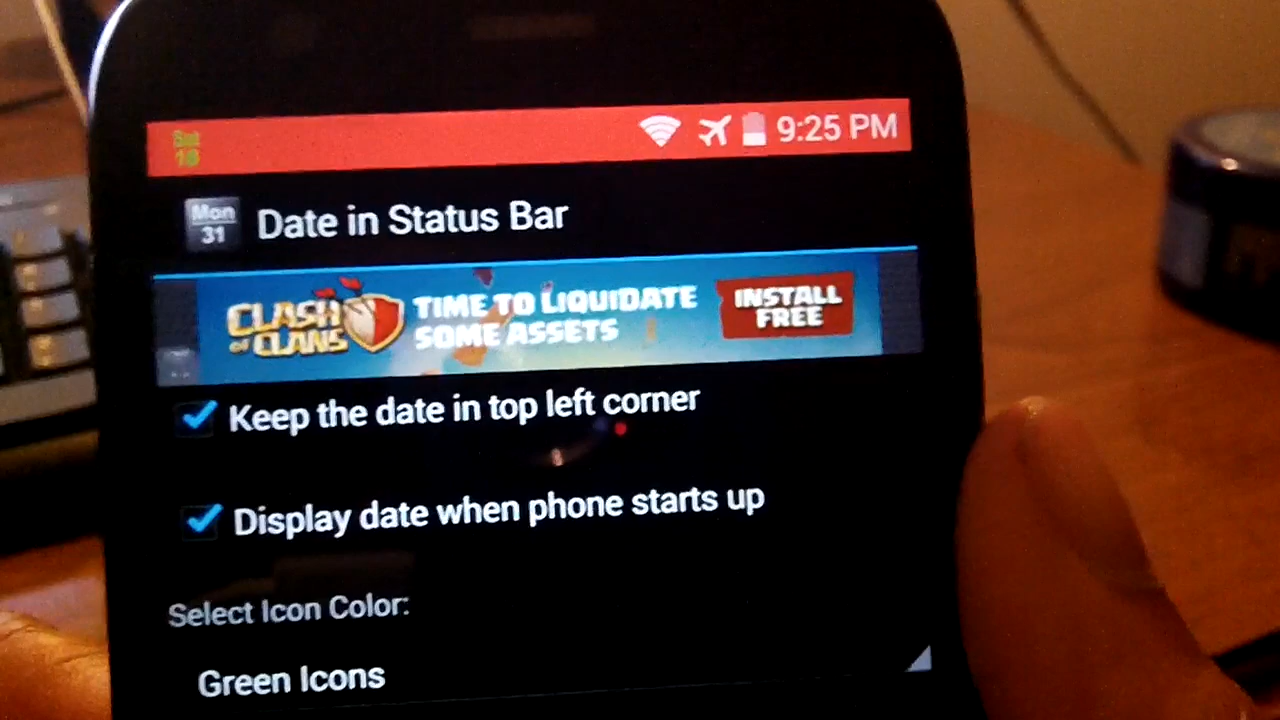 Sat
18
9:25 PM
Mon
31
Date in Status Bar
CLASH
of CLANS
TIME TO LIQUIDATE
SOME ASSETS
INSTALL
FREE
Keep the date in top left corner
Display date when phone starts up
Select Icon Color:
Green Icons